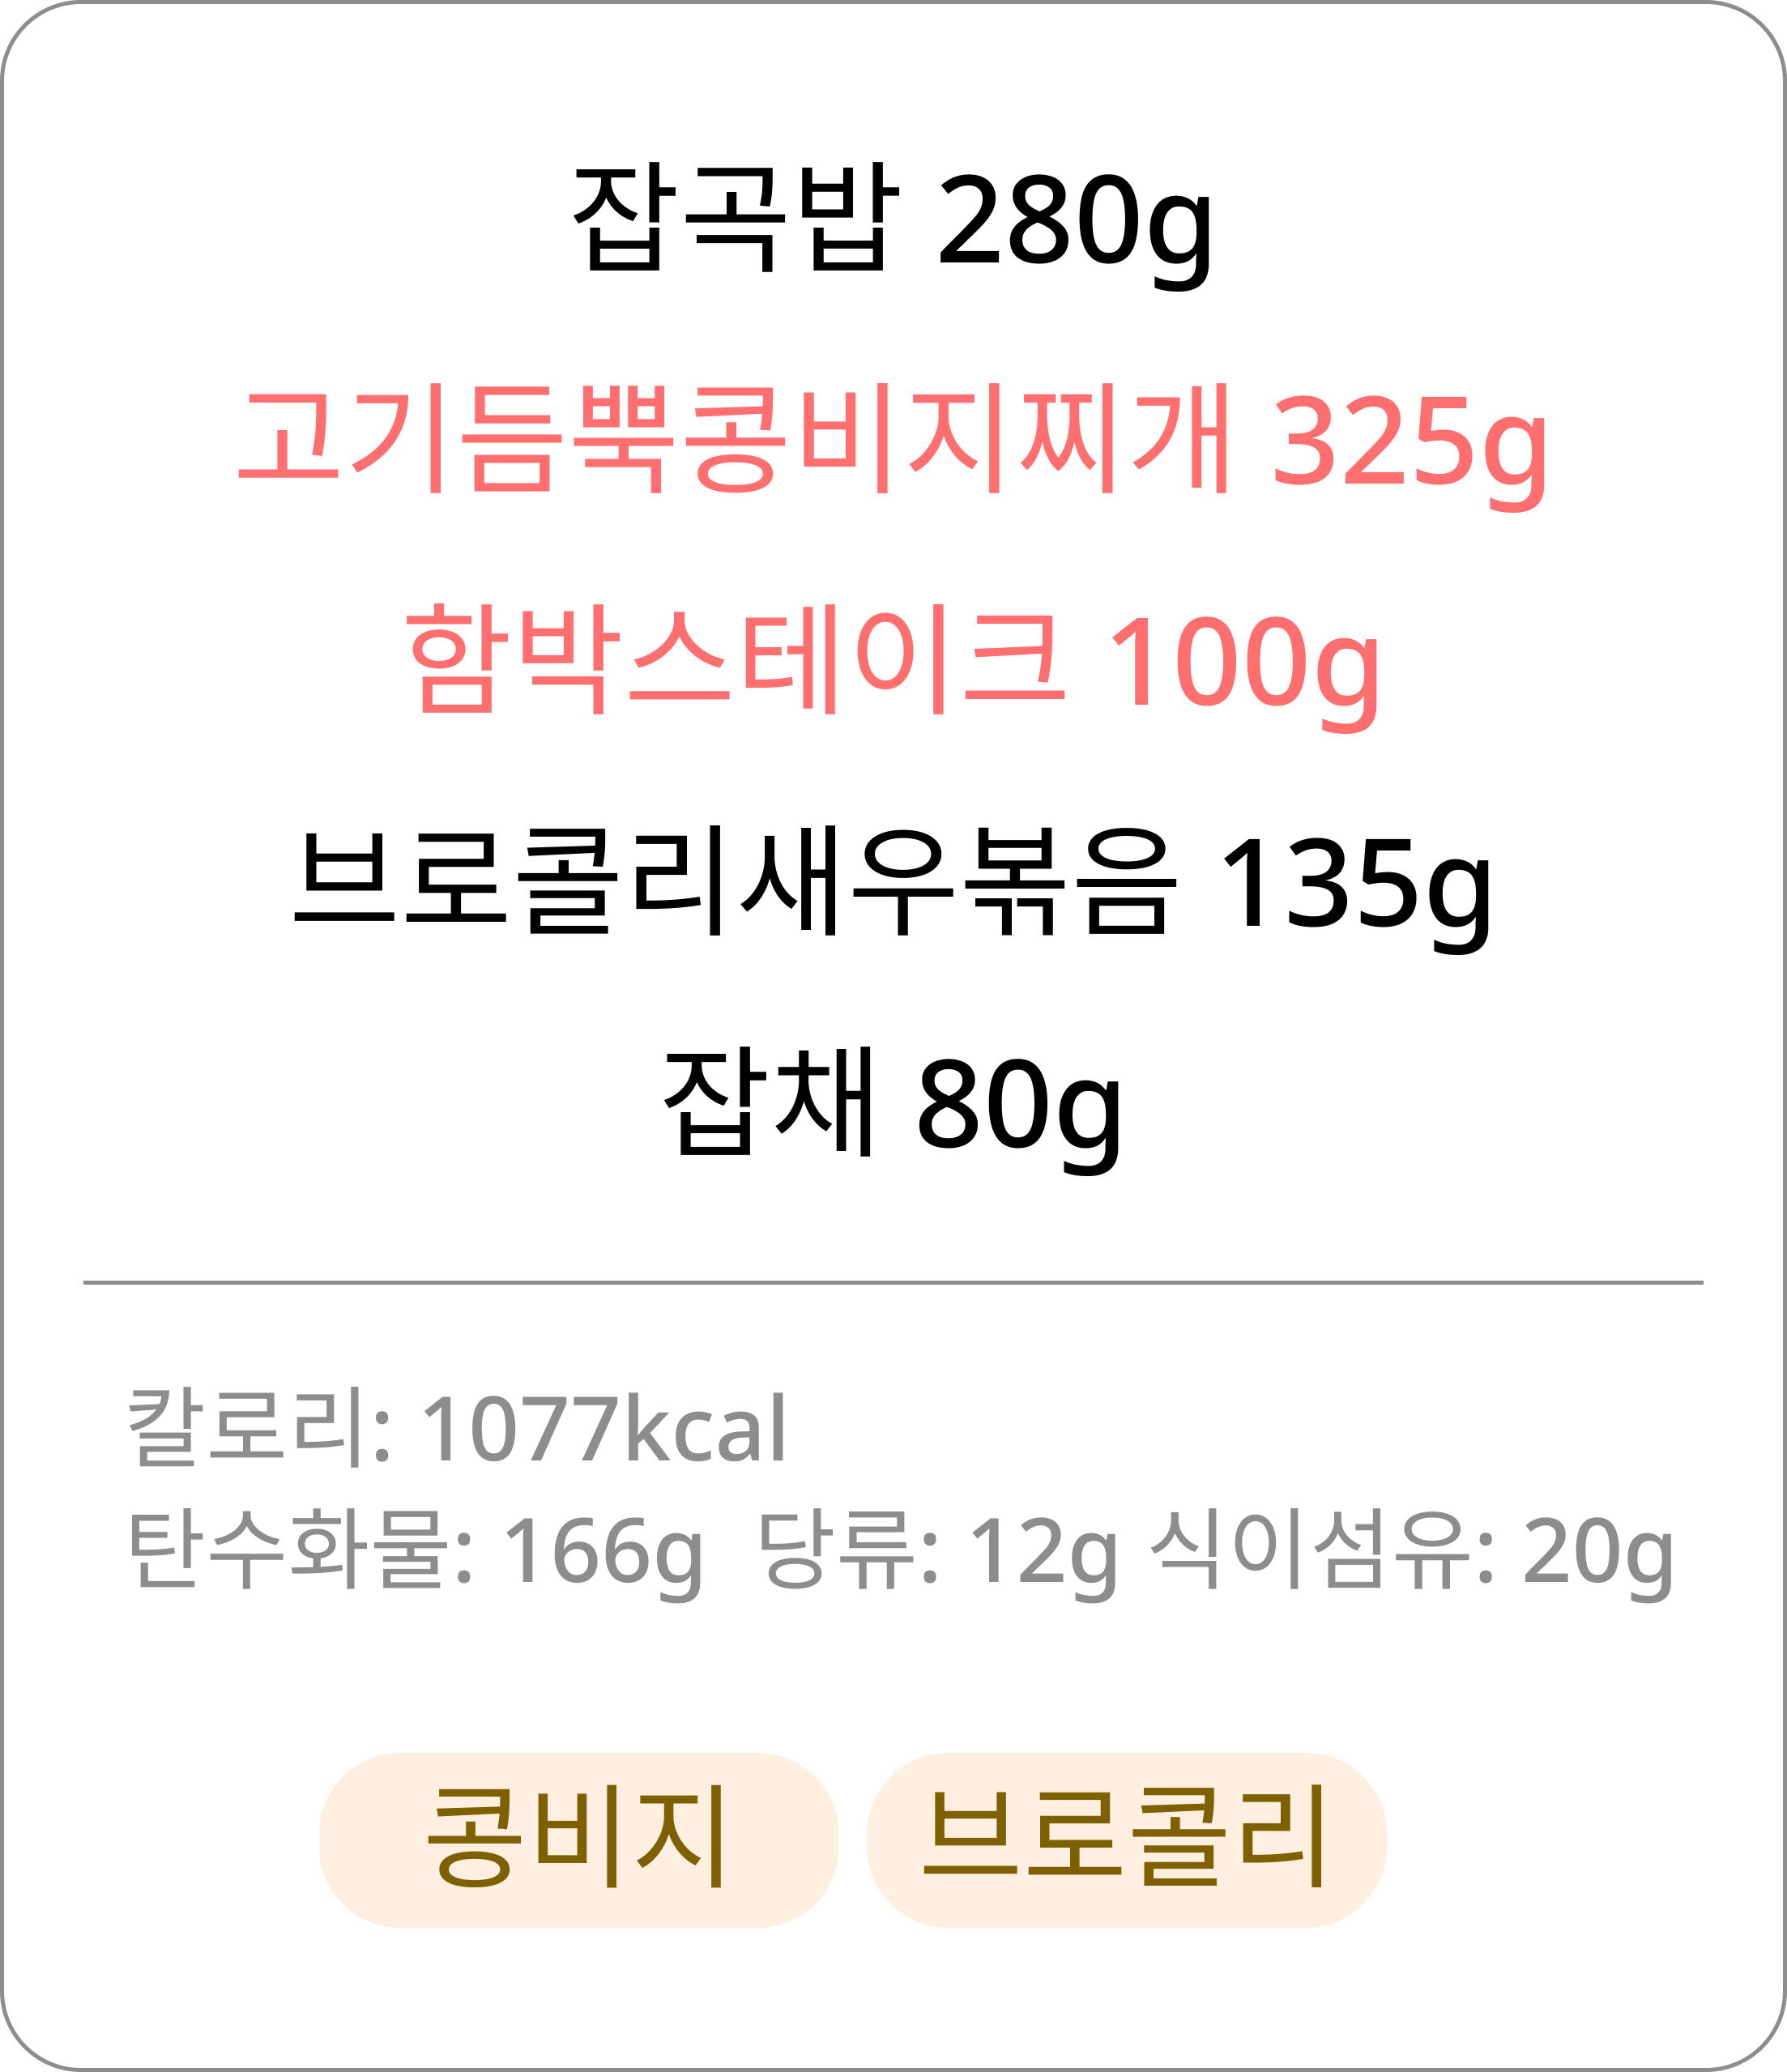 잡곡밥 280g
고기듬뿍콩비지찌개 325g
함박스테이크 100g
브로콜리새우볶음 135g
잡채 80g
칼로리: 1077kcal
탄수화물: 166g 당류: 12g 식이섬유: 20g
콩비지 브로콜리